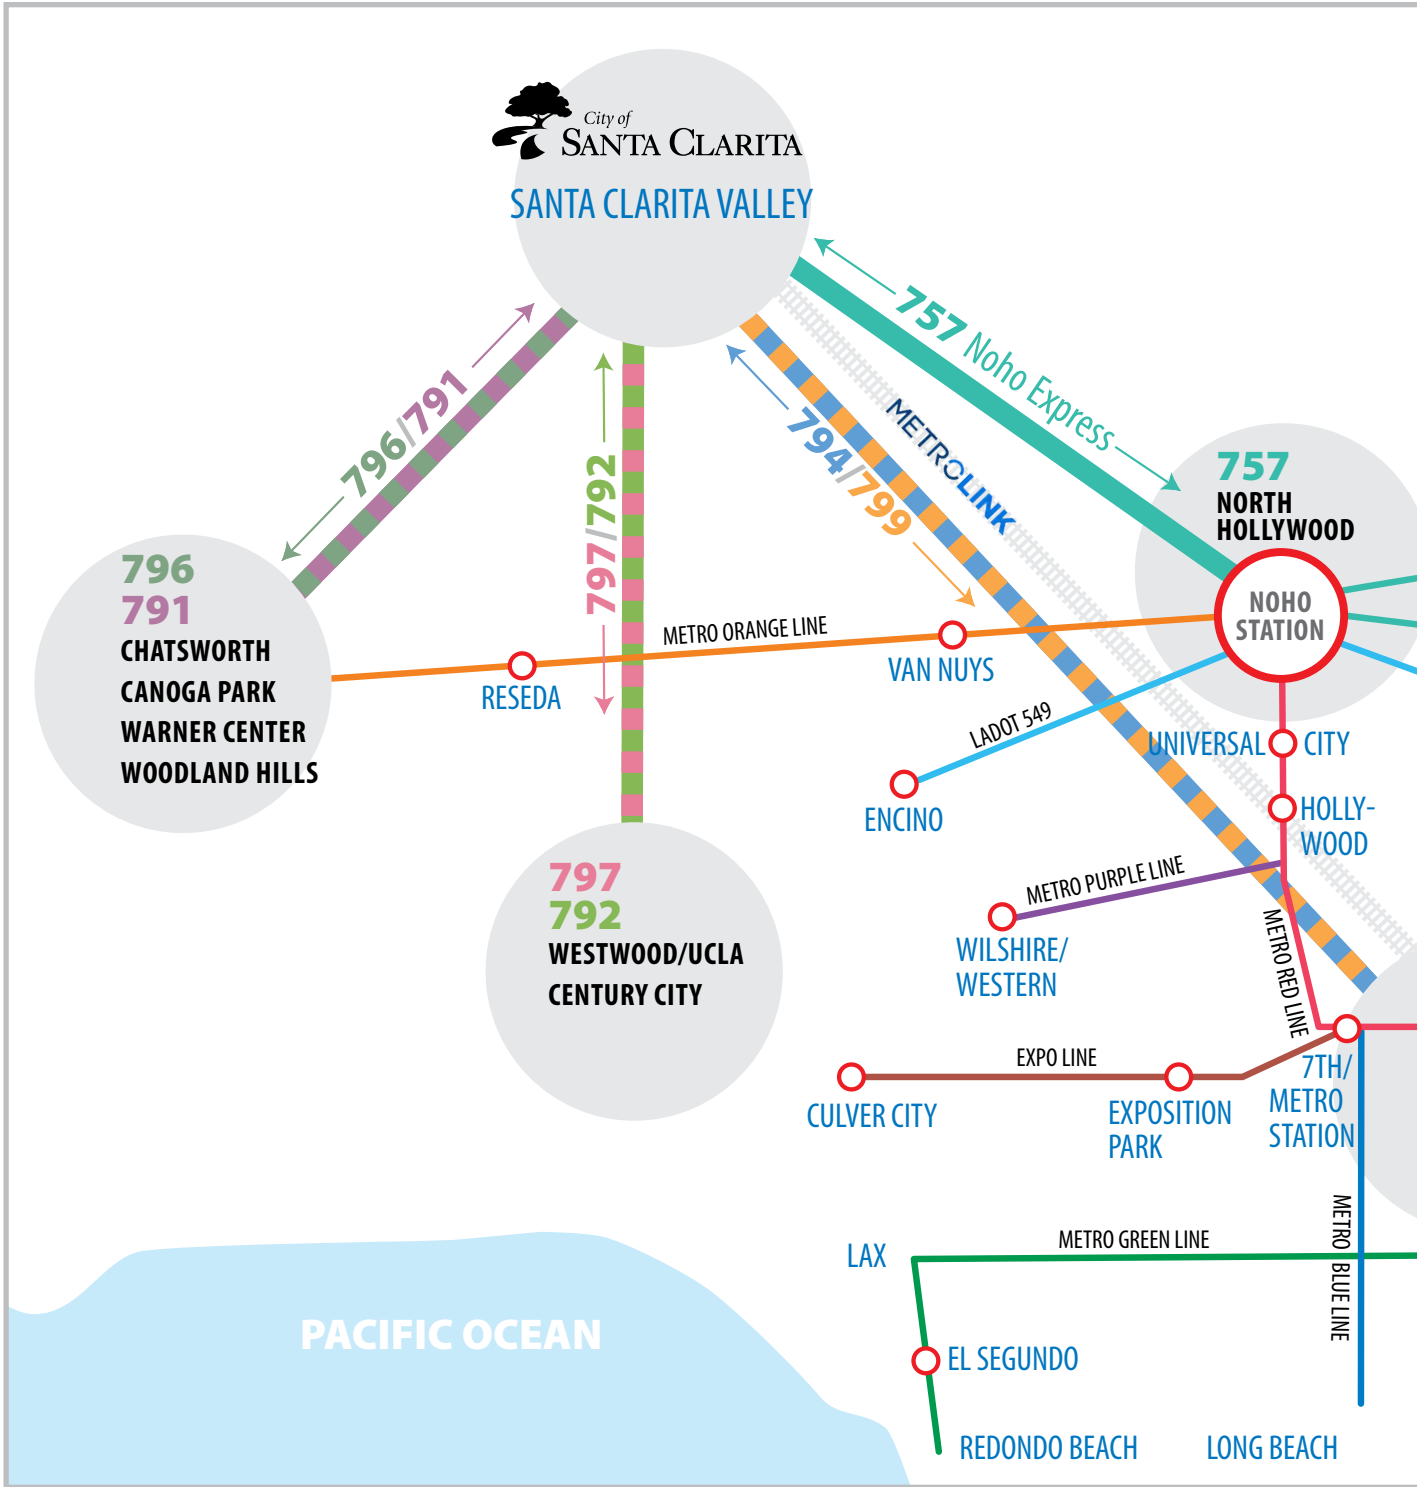 City of
SANTA CLARITA
SANTA CLARITA VALLEY
757 Noho Express
796/791
797/792
794/799
METROLINK
757
NORTH
HOLLYWOOD
NOHO
STATION
796
791
CHATSWORTH
CANOGA PARK
WARNER CENTER
WOODLAND HILLS
METRO ORANGE LINE
RESEDA
VAN NUYS
LADOT 549
ENCINO
UNIVERSAL CITY
HOLLY-
WOOD
797
792
WESTWOOD/UCLA
CENTURY CITY
METRO PURPLE LINE
WILSHIRE/
WESTERN
METRO RED LINE
EXPO LINE
CULVER CITY
EXPOSITION
PARK
7TH/
METRO
STATION
METRO BLUE LINE
METRO GREEN LINE
LAX
EL SEGUNDO
REDONDO BEACH
LONG BEACH
PACIFIC OCEAN